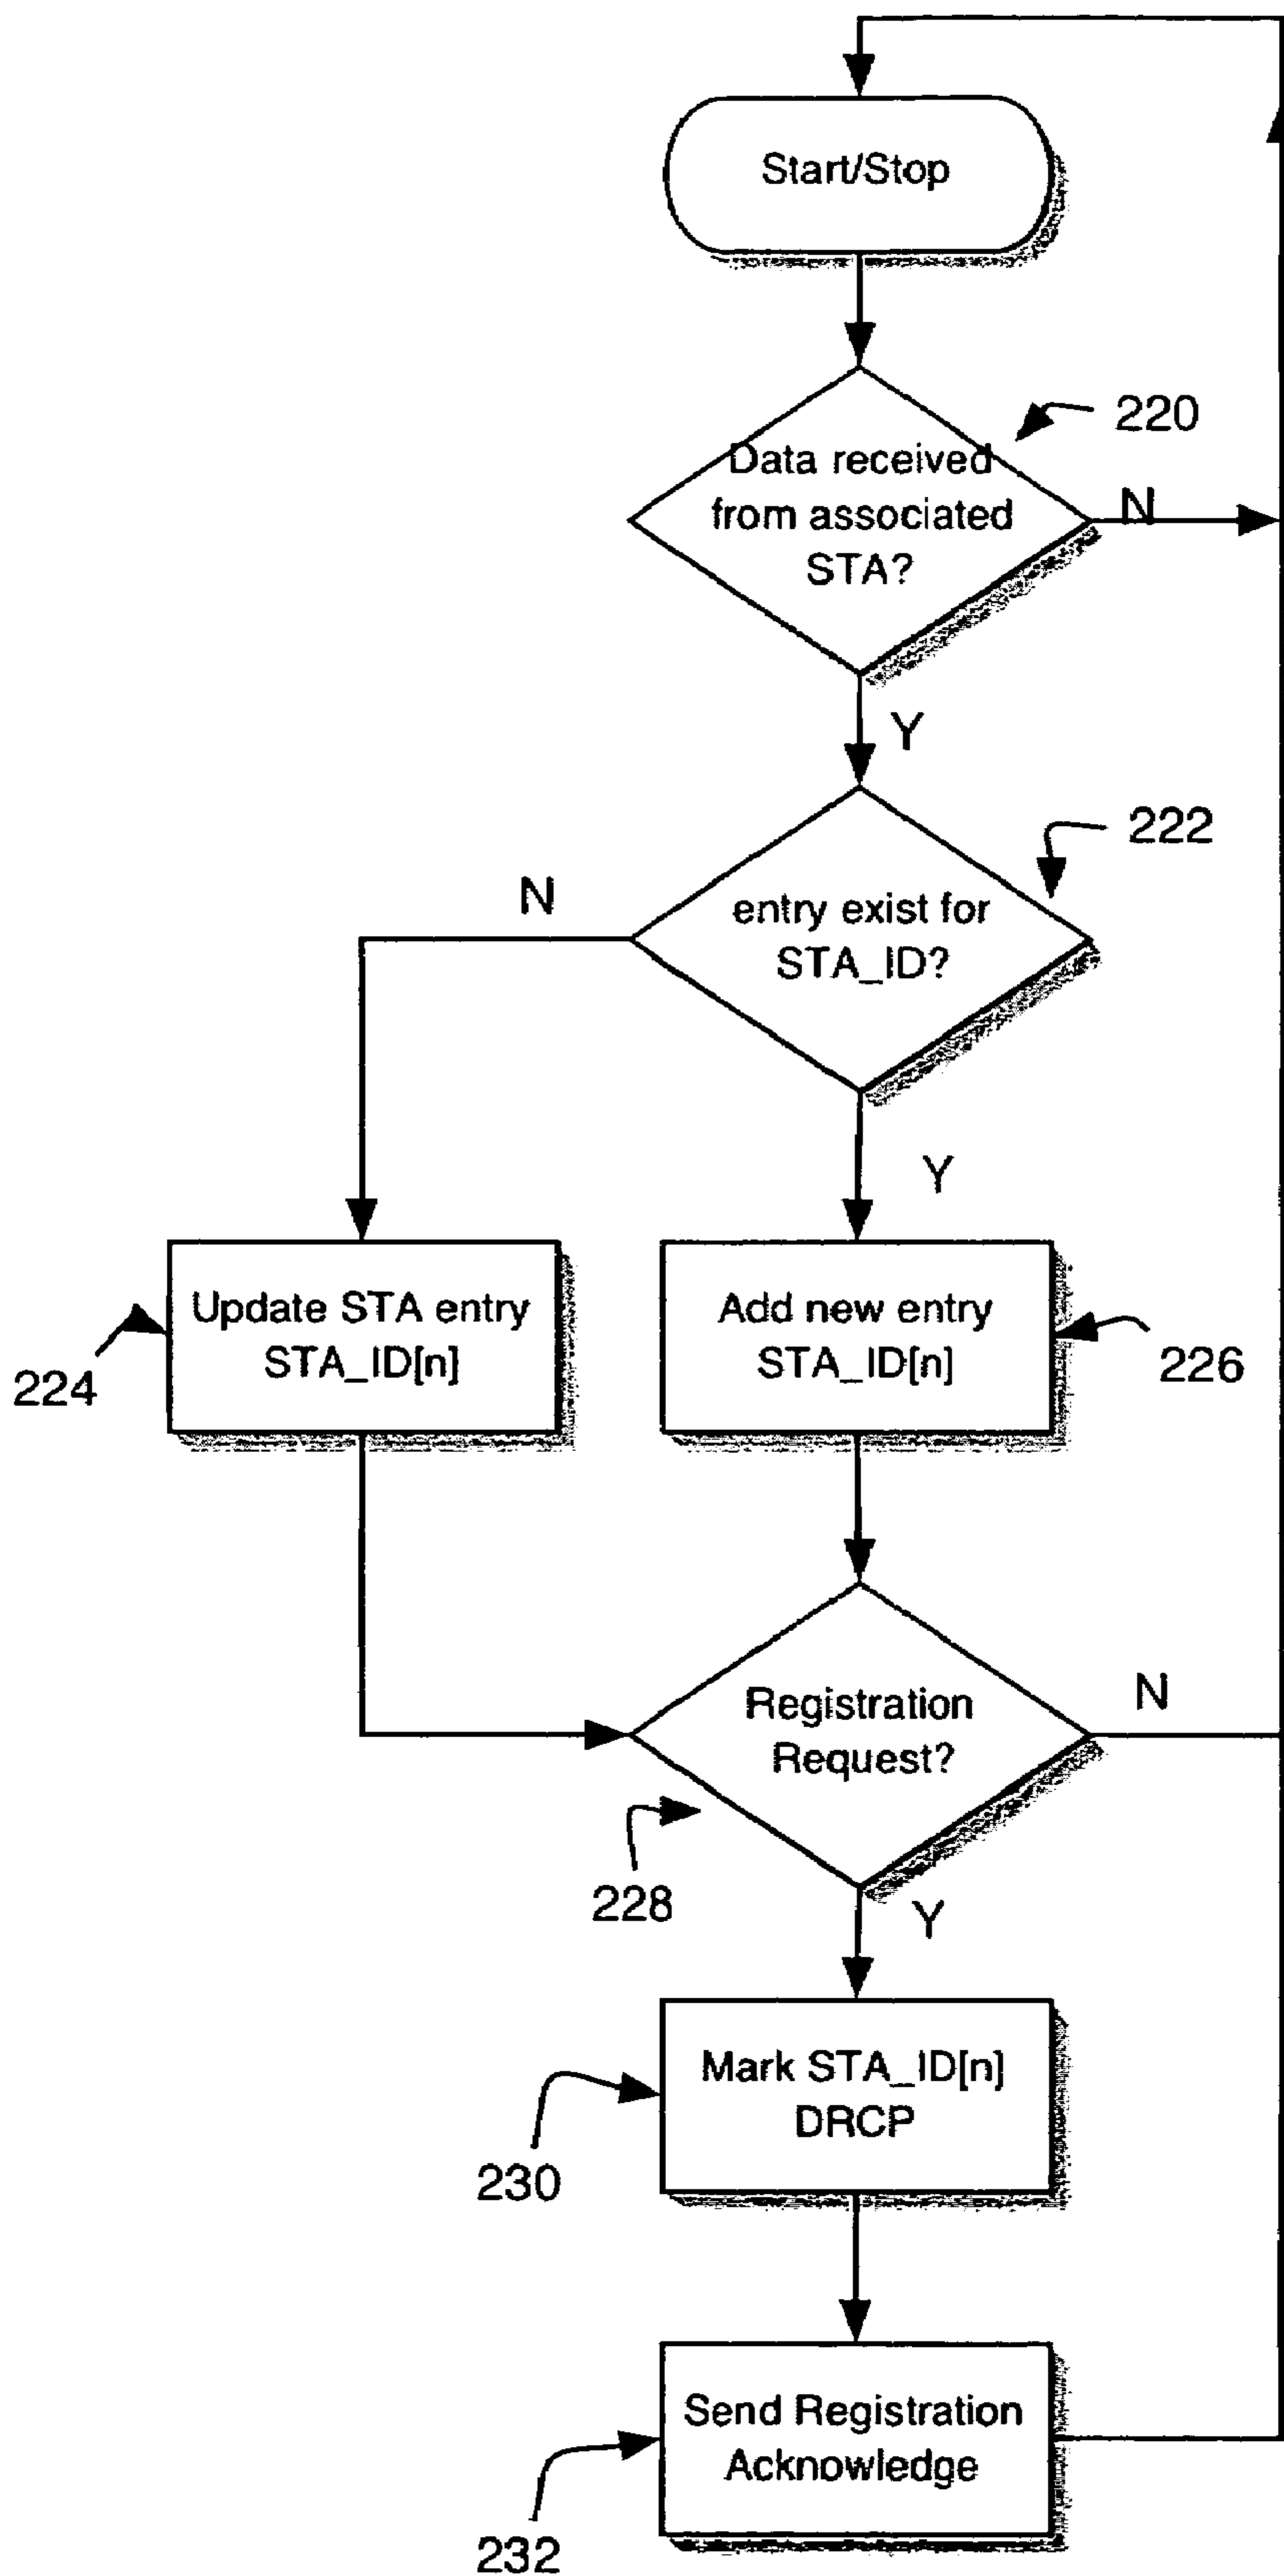 Start/Stop
220
Data received
from associated
STA?
N
Y
222
N
entry exist for
STA_ID?
Y
Update STA entry
STA_ID[n]
224
Add new entry
STA_ID[n]
226
Registration
Request?
N
228
Y
Mark STA_ID[n]
DRCP
230
Send Registration
Acknowledge
232